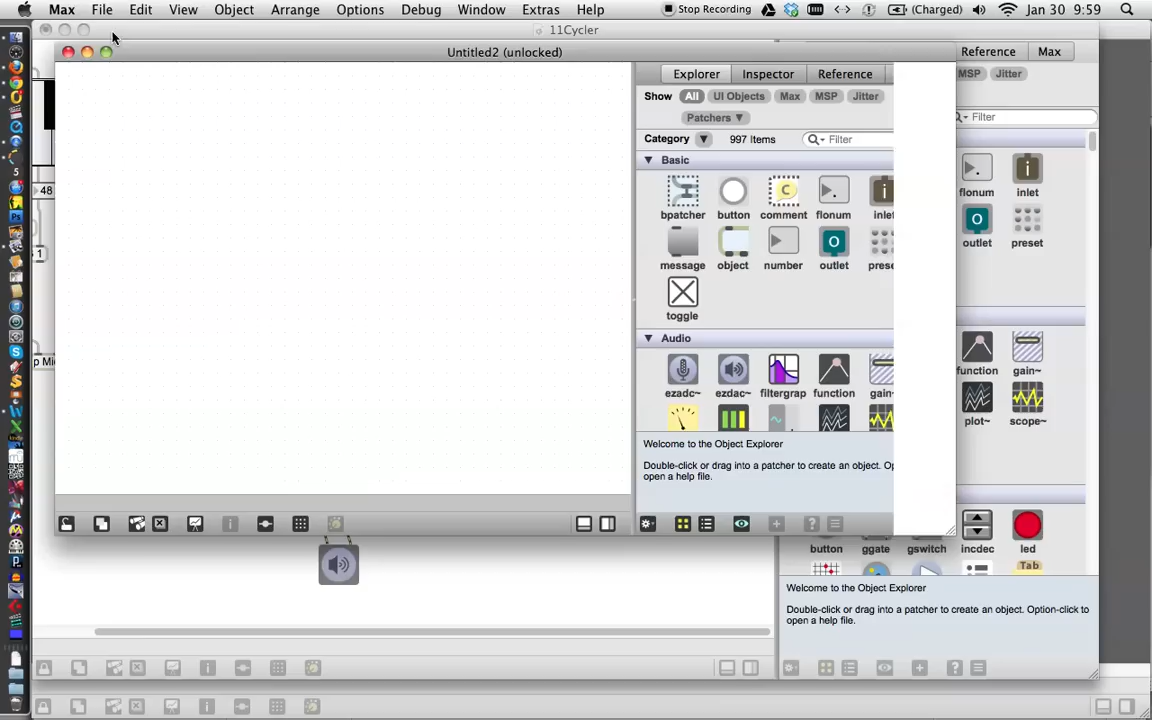 Max File Edit View Object Arrange Options Debug Window Extras Help Stop Recording (Charged) Jan 30 9:59
11Cycler
Untitled2 (unlocked)
Reference Max
Explorer Inspector Reference
MSP Jitter
Show All UI Objects Max MSP Jitter
Patchers ▼
Filter
Category ▼ 997 Items Filter
Basic
bpatcher button comment flonum inlet
flonum inlet
48
message object number outlet prese
outlet preset
1
toggle
Audio
p Mi
ezadc~ ezdac~ filtergrap function gain~
function gain~
plot~ scope~
Welcome to the Object Explorer
Double-click or drag into a patcher to create an object. Op
open a help file.
button ggate gswitch incdec led
Tab
Welcome to the Object Explorer
Double-click or drag into a patcher to create an object. Option-click to
open a help file.